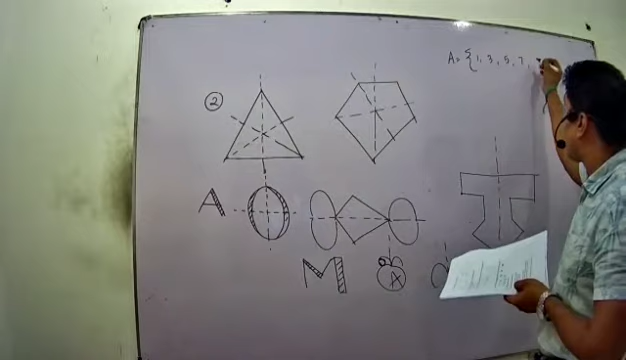 A = { 1, 3, 5, 7,
2
A
M
A